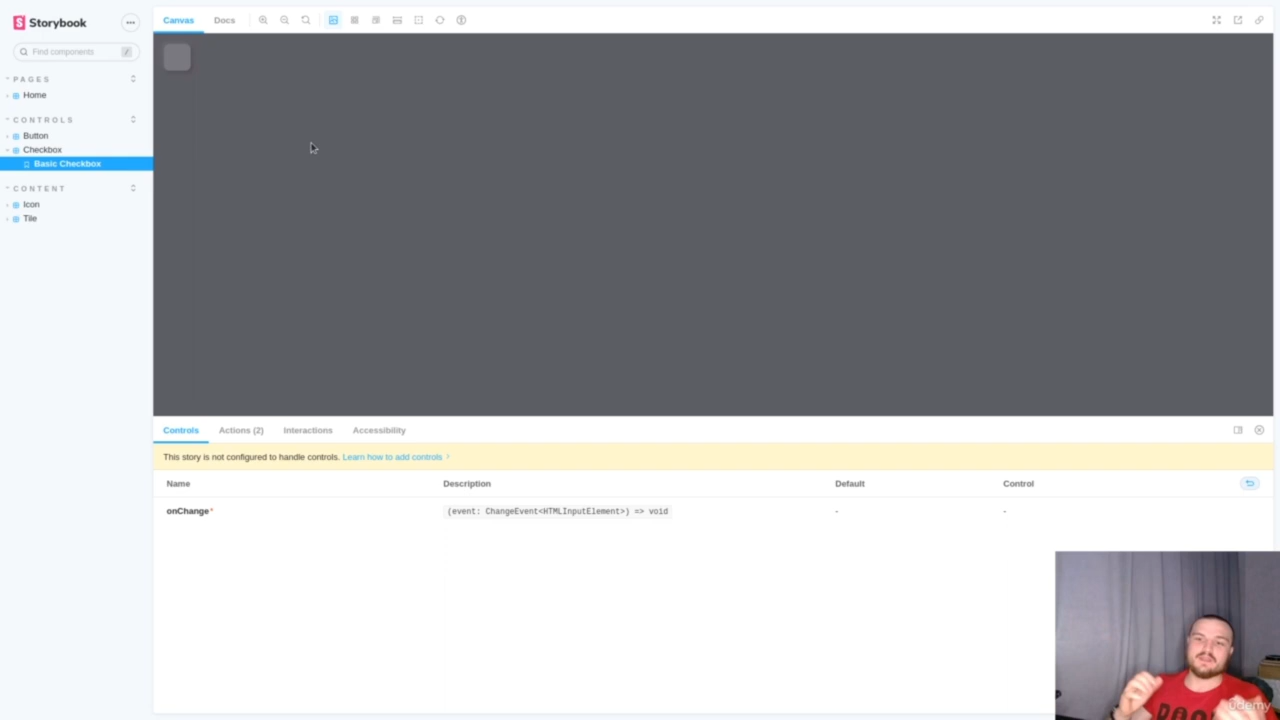 Storybook
Canvas
Docs
Find components
/
PAGES
Home
CONTROLS
Button
Checkbox
Basic Checkbox
CONTENT
Icon
Tile
Controls
Actions (2)
Interactions
Accessibility
This story is not configured to handle controls. Learn how to add controls
Name
Description
Default
Control
onChange*
(event: ChangeEvent<HTMLInputElement>) => void
-
-
udemy